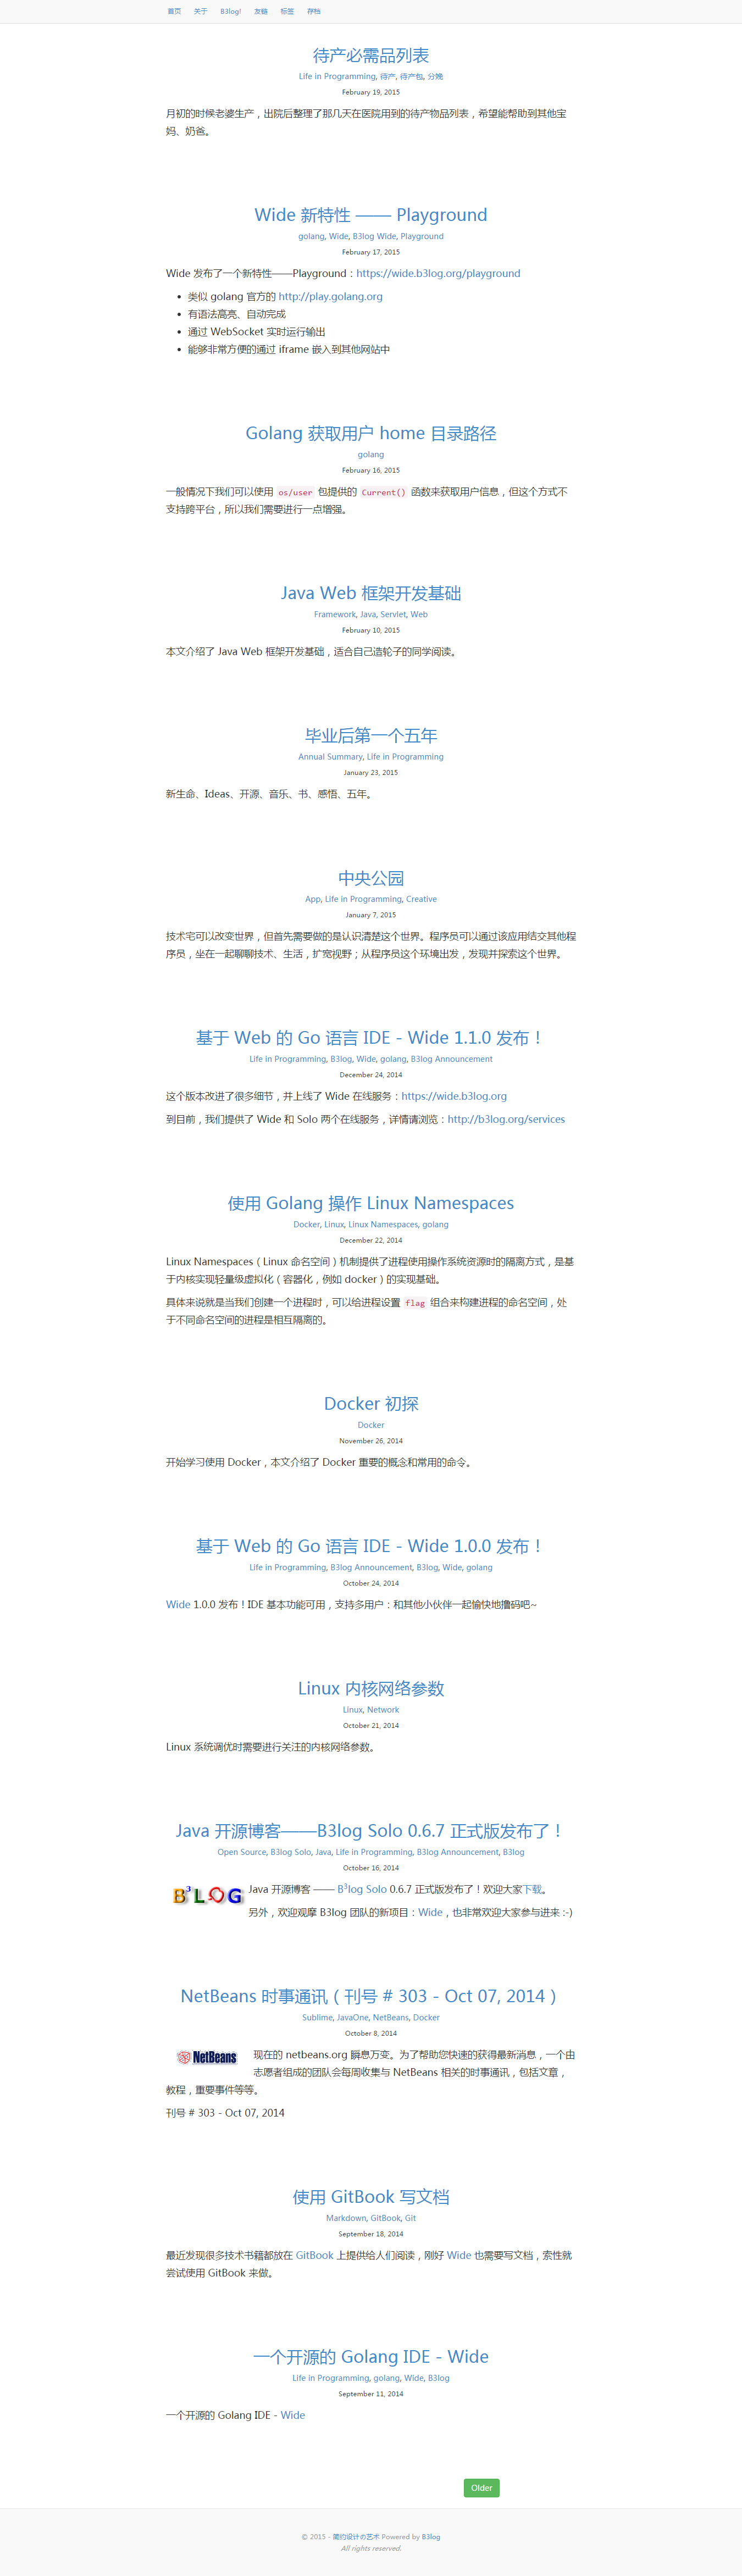 首页 关于 B3log! 友链 标签 存档
待产必需品列表
Life in Programming, 待产, 待产包, 分娩
February 19, 2015
月初的时候老婆生产，出院后整理了那几天在医院用到的待产物品列表，希望能帮助到其他宝
妈、奶爸。
Wide 新特性 —— Playground
golang, Wide, B3log Wide, Playground
February 17, 2015
Wide 发布了一个新特性——Playground：https://wide.b3log.org/playground
• 类似 golang 官方的 http://play.golang.org
• 有语法高亮、自动完成
• 通过 WebSocket 实时运行输出
• 能够非常方便的通过 iframe 嵌入到其他网站中
Golang 获取用户 home 目录路径
golang
February 16, 2015
一般情况下我们可以使用 os/user 包提供的 Current() 函数来获取用户信息，但这个方式不
支持跨平台，所以我们需要进行一点增强。
Java Web 框架开发基础
Framework, Java, Servlet, Web
February 10, 2015
本文介绍了 Java Web 框架开发基础，适合自己造轮子的同学阅读。
毕业后第一个五年
Annual Summary, Life in Programming
January 23, 2015
新生命、Ideas、开源、音乐、书、感悟、五年。
中央公园
App, Life in Programming, Creative
January 7, 2015
技术宅可以改变世界，但首先需要做的是认识清楚这个世界。程序员可以通过该应用结交其他程
序员，坐在一起聊聊技术、生活，扩宽视野；从程序员这个环境出发，发现并探索这个世界。
基于 Web 的 Go 语言 IDE - Wide 1.1.0 发布！
Life in Programming, B3log, Wide, golang, B3log Announcement
December 24, 2014
这个版本改进了很多细节，并上线了 Wide 在线服务：https://wide.b3log.org
到目前，我们提供了 Wide 和 Solo 两个在线服务，详情请浏览：http://b3log.org/services
使用 Golang 操作 Linux Namespaces
Docker, Linux, Linux Namespaces, golang
December 22, 2014
Linux Namespaces（Linux 命名空间）机制提供了进程使用操作系统资源时的隔离方式，是基
于内核实现轻量级虚拟化（容器化，例如 docker）的实现基础。
具体来说就是当我们创建一个进程时，可以给进程设置 flag 组合来构建进程的命名空间，处
于不同命名空间的进程是相互隔离的。
Docker 初探
Docker
November 26, 2014
开始学习使用 Docker，本文介绍了 Docker 重要的概念和常用的命令。
基于 Web 的 Go 语言 IDE - Wide 1.0.0 发布！
Life in Programming, B3log Announcement, B3log, Wide, golang
October 24, 2014
Wide 1.0.0 发布！IDE 基本功能可用，支持多用户：和其他小伙伴一起愉快地撸码吧~
Linux 内核网络参数
Linux, Network
October 21, 2014
Linux 系统调优时需要进行关注的内核网络参数。
Java 开源博客——B3log Solo 0.6.7 正式版发布了！
Open Source, B3log Solo, Java, Life in Programming, B3log Announcement, B3log
October 16, 2014
B3LOG Java 开源博客 —— B3log Solo 0.6.7 正式版发布了！欢迎大家下载。
另外，欢迎观摩 B3log 团队的新项目：Wide，也非常欢迎大家参与进来 :-)
NetBeans 时事通讯（刊号 # 303 - Oct 07, 2014）
Sublime, JavaOne, NetBeans, Docker
October 8, 2014
NetBeans 现在的 netbeans.org 瞬息万变。为了帮助您快速的获得最新消息，一个由
志愿者组成的团队会每周收集与 NetBeans 相关的时事通讯，包括文章，
教程，重要事件等等。
刊号 # 303 - Oct 07, 2014
使用 GitBook 写文档
Markdown, GitBook, Git
September 18, 2014
最近发现很多技术书籍都放在 GitBook 上提供给人们阅读，刚好 Wide 也需要写文档，索性就
尝试使用 GitBook 来做。
一个开源的 Golang IDE - Wide
Life in Programming, golang, Wide, B3log
September 11, 2014
一个开源的 Golang IDE - Wide
Older
© 2015 - 简约设计の艺术 Powered by B3log
All rights reserved.